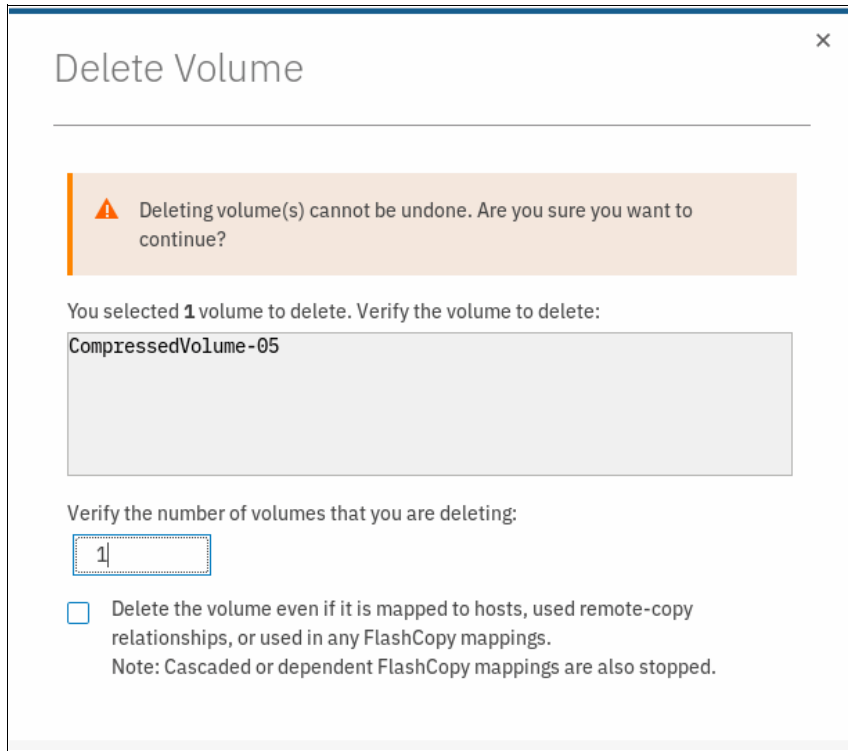 Delete Volume
Deleting volume(s) cannot be undone. Are you sure you want to
continue?
You selected 1 volume to delete. Verify the volume to delete:
CompressedVolume-05
Verify the number of volumes that you are deleting:
1
Delete the volume even if it is mapped to hosts, used remote-copy
relationships, or used in any FlashCopy mappings.
Note: Cascaded or dependent FlashCopy mappings are also stopped.